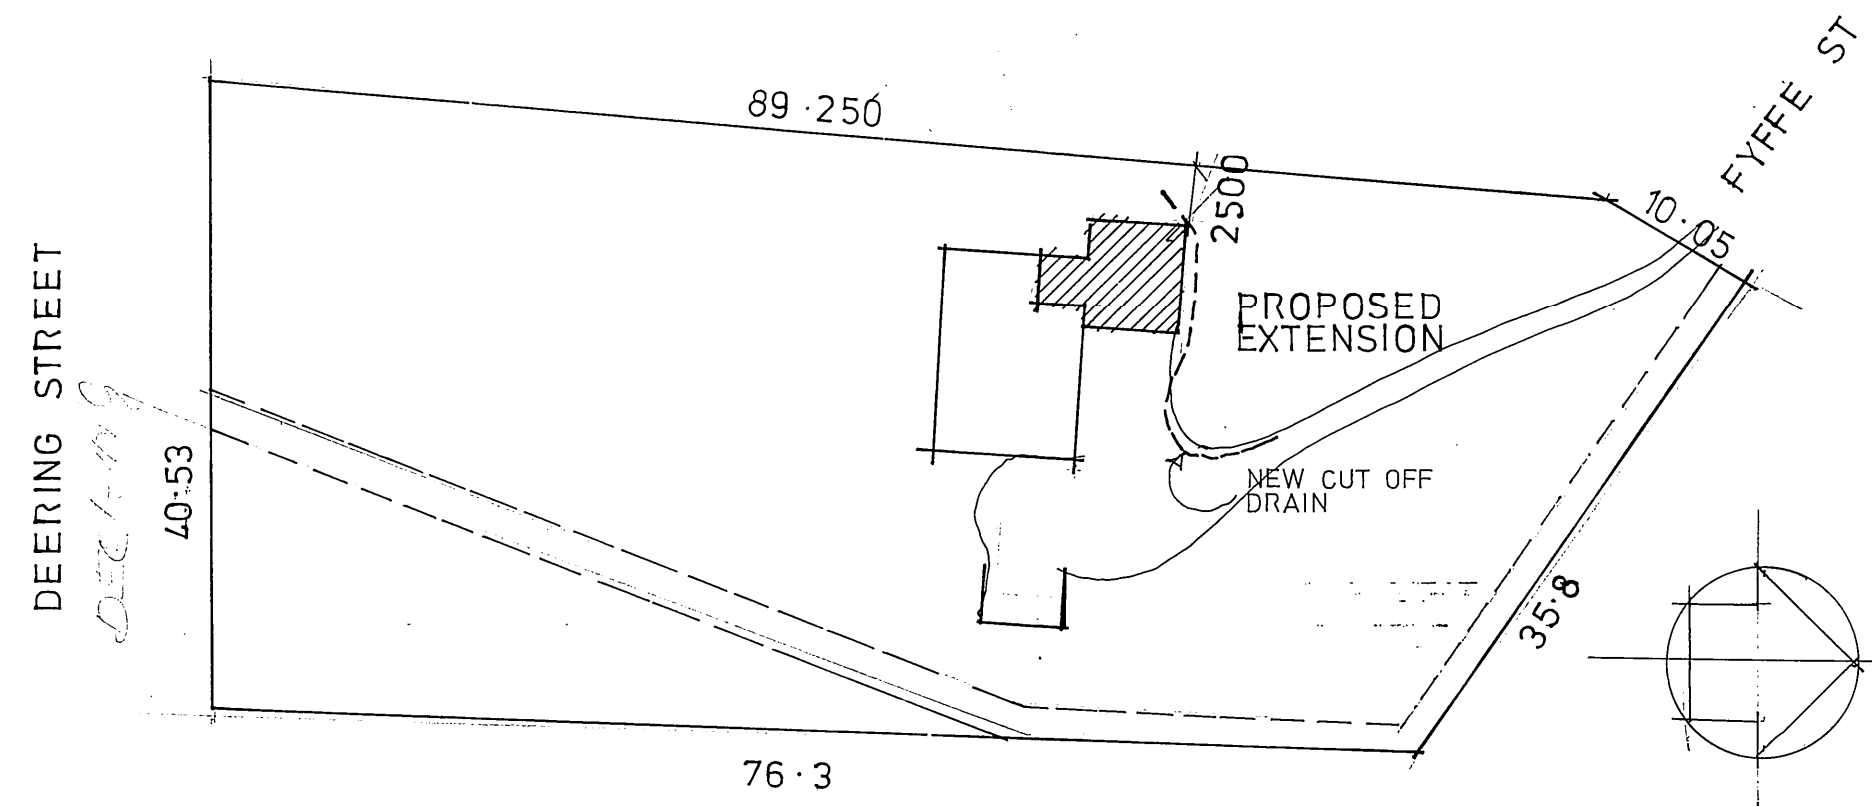 89·250
FYFFE ST
10·05
2500
PROPOSED
EXTENSION
DEERING STREET
40·53
NEW CUT OFF
DRAIN
35·8
76·3